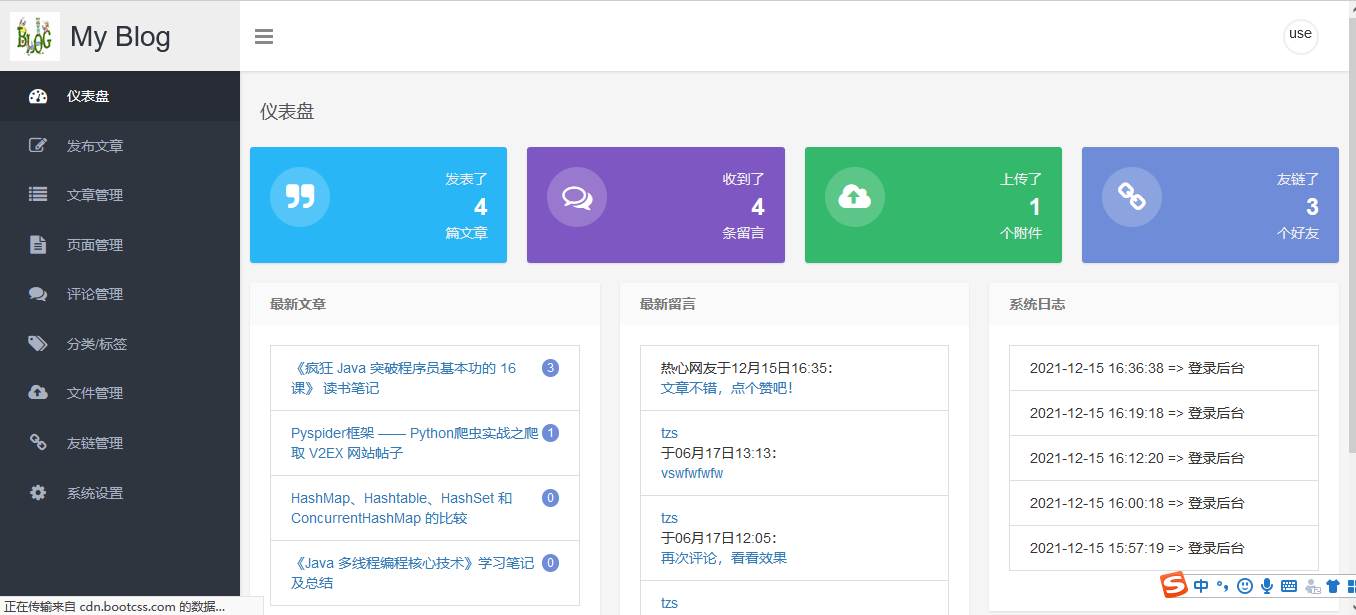 BLOG
My Blog
use
仪表盘
发布文章
文章管理
页面管理
评论管理
分类/标签
文件管理
友链管理
系统设置
仪表盘
发表了
4
篇文章
收到了
4
条留言
上传了
1
个附件
友链了
3
个好友
最新文章
《疯狂 Java 突破程序员基本功的 16
课》 读书笔记
3
Pyspider框架 —— Python爬虫实战之爬
取 V2EX 网站帖子
1
HashMap、Hashtable、HashSet 和
ConcurrentHashMap 的比较
0
《Java 多线程编程核心技术》学习笔记
及总结
0
最新留言
热心网友于12月15日16:35：
文章不错，点个赞吧！
tzs
于06月17日13:13：
vswfwfwfw
tzs
于06月17日12:05：
再次评论，看看效果
tzs
系统日志
2021-12-15 16:36:38 => 登录后台
2021-12-15 16:19:18 => 登录后台
2021-12-15 16:12:20 => 登录后台
2021-12-15 16:00:18 => 登录后台
2021-12-15 15:57:19 => 登录后台
S 中
正在传输来自 cdn.bootcss.com 的数据...